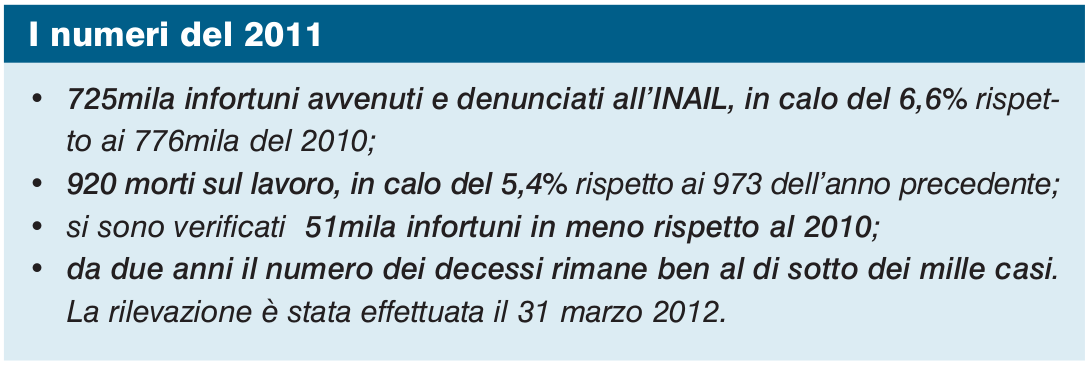 I numeri del 2011
• 725mila infortuni avvenuti e denunciati all'INAIL, in calo del 6,6% rispet-
to ai 776mila del 2010;
• 920 morti sul lavoro, in calo del 5,4% rispetto ai 973 dell'anno precedente;
• si sono verificati 51mila infortuni in meno rispetto al 2010;
• da due anni il numero dei decessi rimane ben al di sotto dei mille casi.
La rilevazione è stata effettuata il 31 marzo 2012.